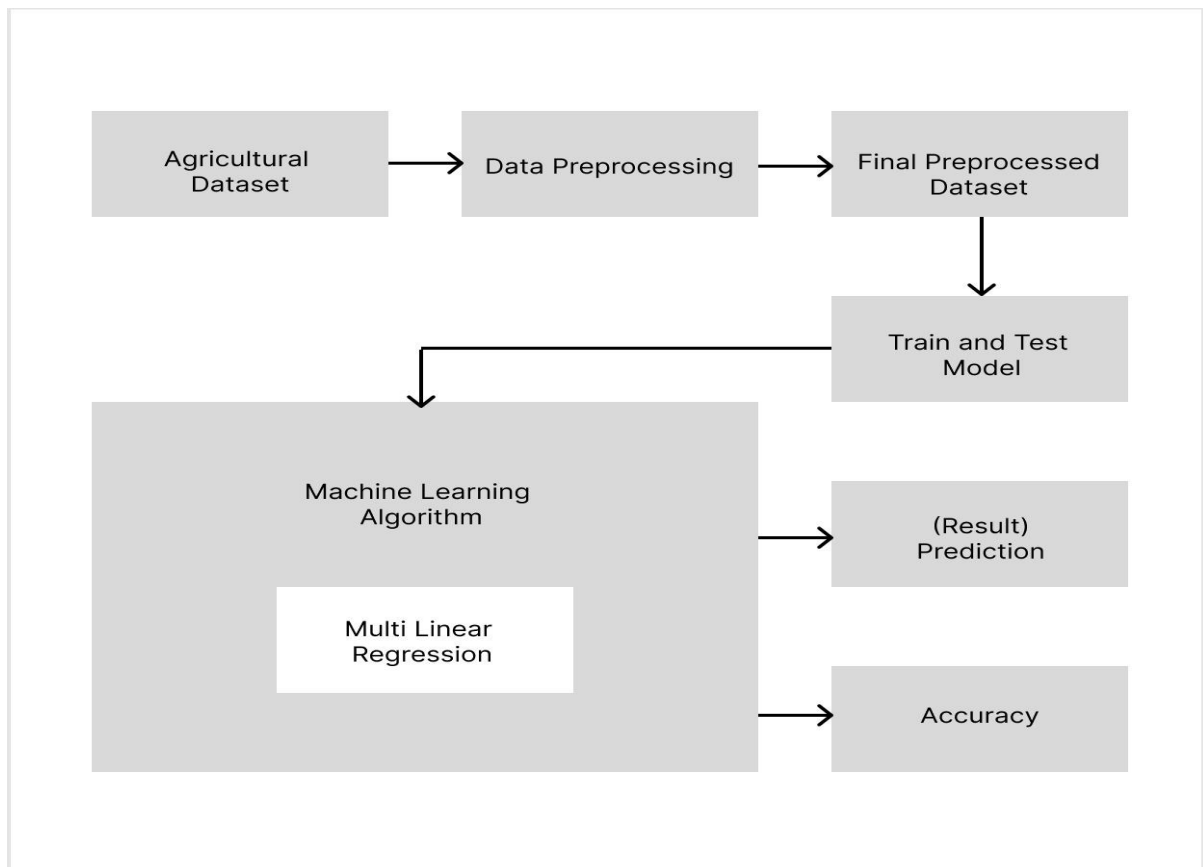 Agricultural
Dataset
Data Preprocessing
Final Preprocessed
Dataset
Train and Test
Model
Machine Learning
Algorithm
Multi Linear
Regression
(Result)
Prediction
Accuracy